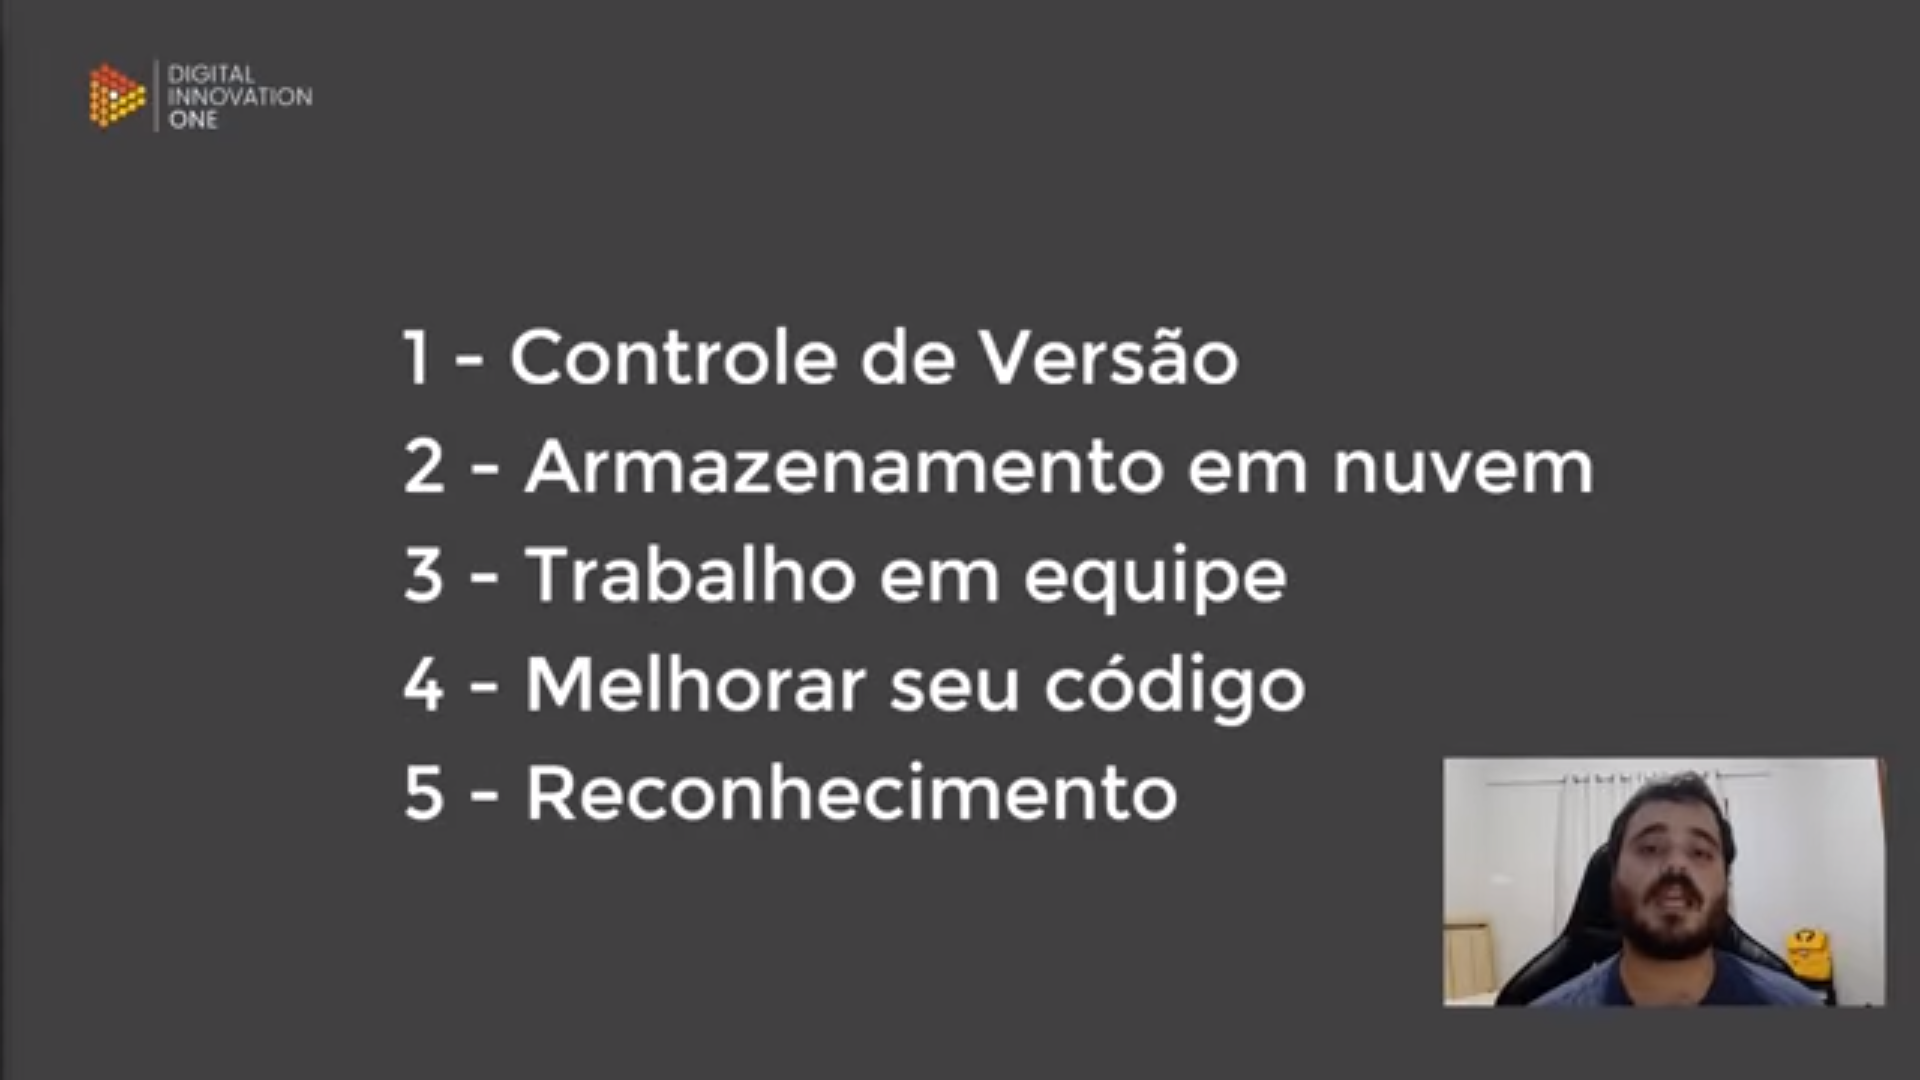 DIGITAL
INNOVATION
ONE
1 - Controle de Versão
2 - Armazenamento em nuvem
3 - Trabalho em equipe
4 - Melhorar seu código
5 - Reconhecimento